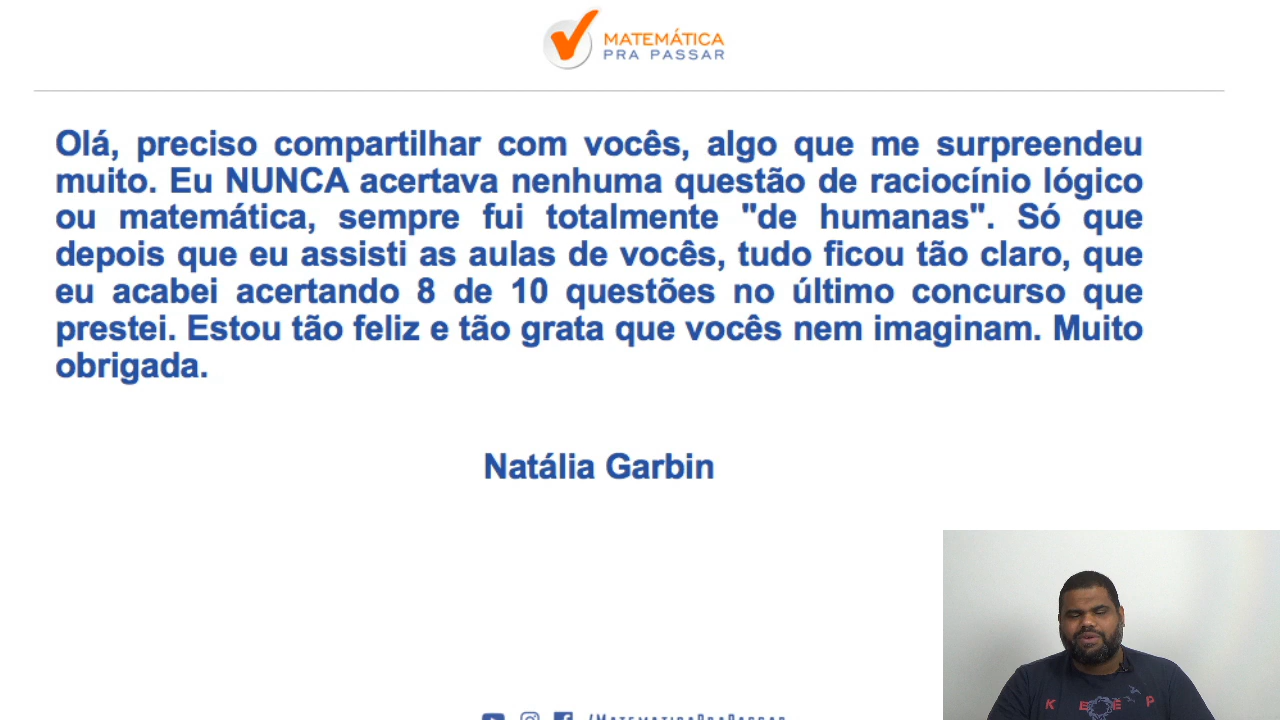 MATEMÁTICA
PRA PASSAR
Olá, preciso compartilhar com vocês, algo que me surpreendeu
muito. Eu NUNCA acertava nenhuma questão de raciocínio lógico
ou matemática, sempre fui totalmente "de humanas". Só que
depois que eu assisti as aulas de vocês, tudo ficou tão claro, que
eu acabei acertando 8 de 10 questões no último concurso que
prestei. Estou tão feliz e tão grata que vocês nem imaginam. Muito
obrigada.
Natália Garbin
/MATEMATICAPRAPASSAR